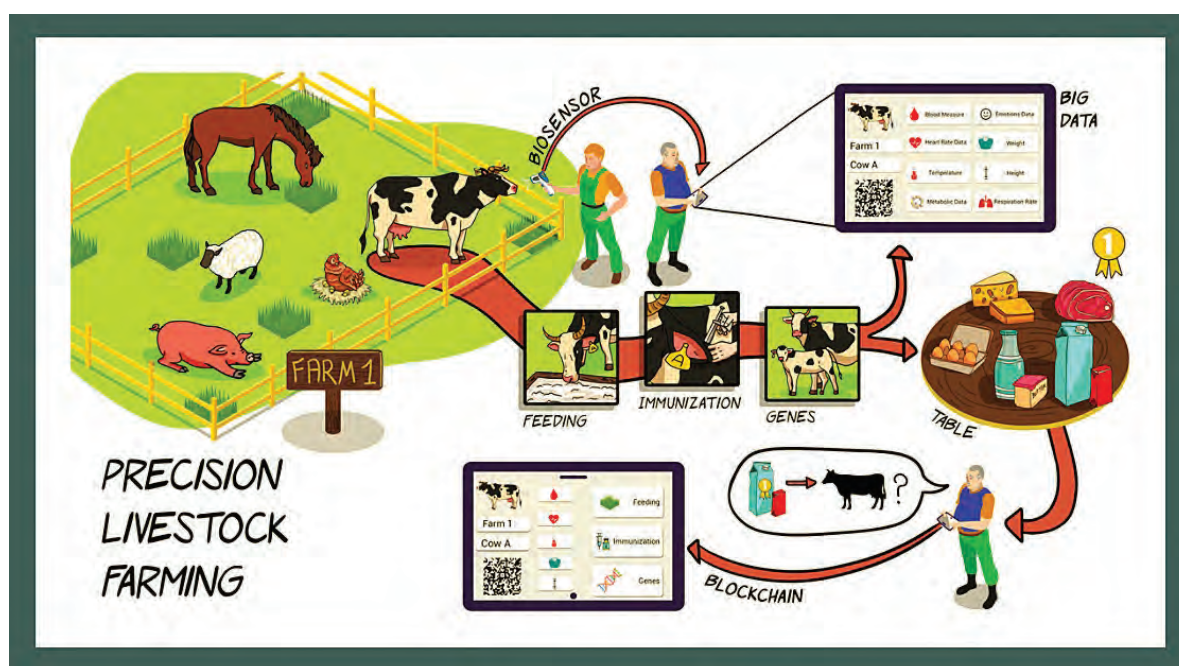 BIOSENSOR
BIG
DATA
Farm 1
Cow A
Blood Measure
Emotions Data
Heart Rate Data
Weight
Temperature
Height
Metabolic Data
Respiration Rate
1
FARM 1
FEEDING
IMMUNIZATION
GENES
TABLE
A
PRECISION
LIVESTOCK
FARMING
Farm 1
Cow A
Feeding
Immunization
Genes
?
BLOCKCHAIN